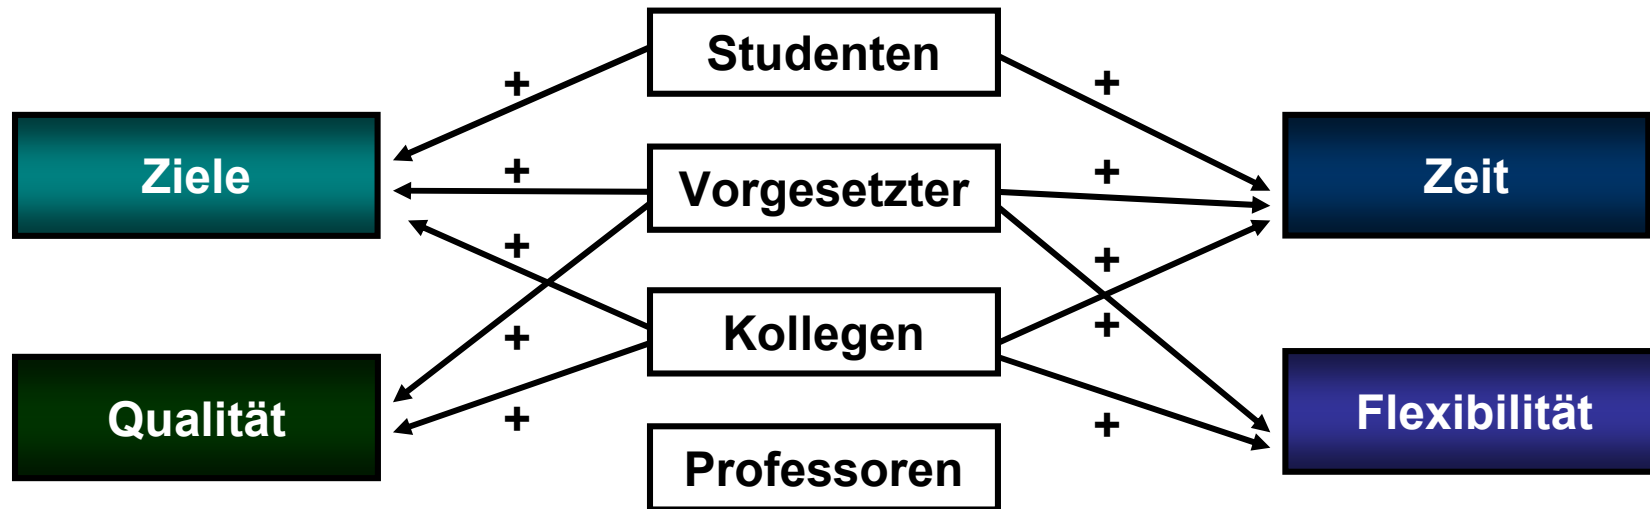 Studenten
+
+
Ziele
+
Vorgesetzter
+
Zeit
+
+
Kollegen
+
+
Qualität
+
Professoren
+
Flexibilität